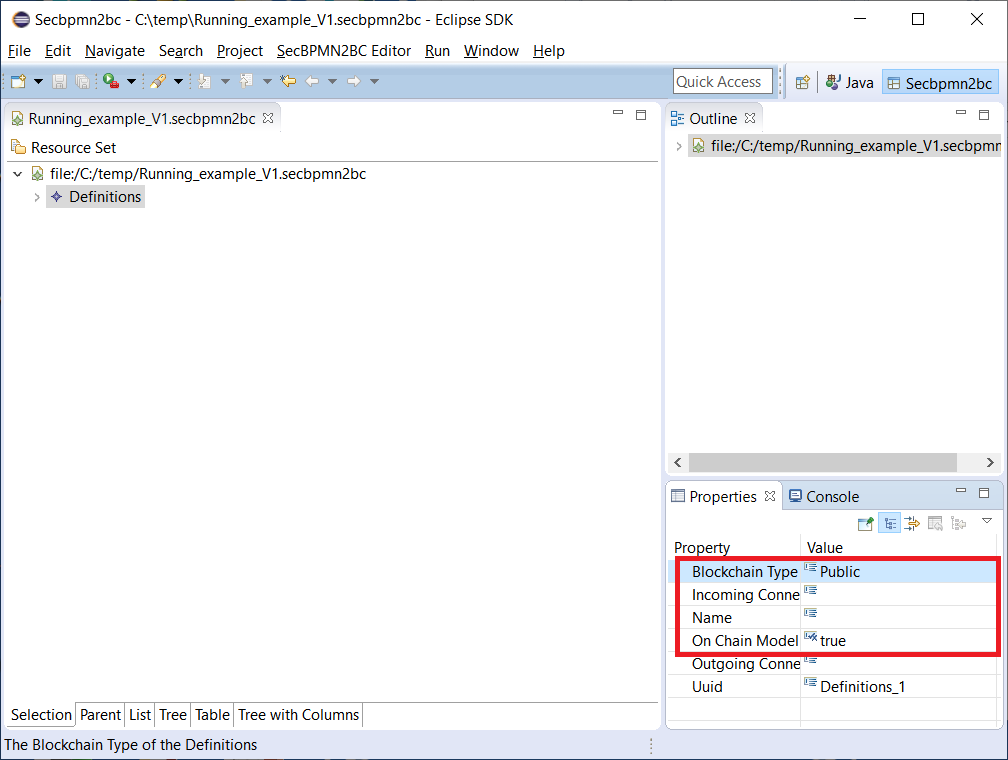 Secbpmn2bc - C:\temp\Running_example_V1.secbpmn2bc - Eclipse SDK
File Edit Navigate Search Project SecBPMN2BC Editor Run Window Help
Quick Access Java Secbpmn2bc
Running_example_V1.secbpmn2bc
Resource Set
file:/C:/temp/Running_example_V1.secbpmn2bc
Definitions
Outline
file:/C:/temp/Running_example_V1.secbpmn
Properties Console
Property Value
Blockchain Type Public
Incoming Conne
Name
On Chain Model true
Outgoing Conne
Uuid Definitions_1
Selection Parent List Tree Table Tree with Columns
The Blockchain Type of the Definitions